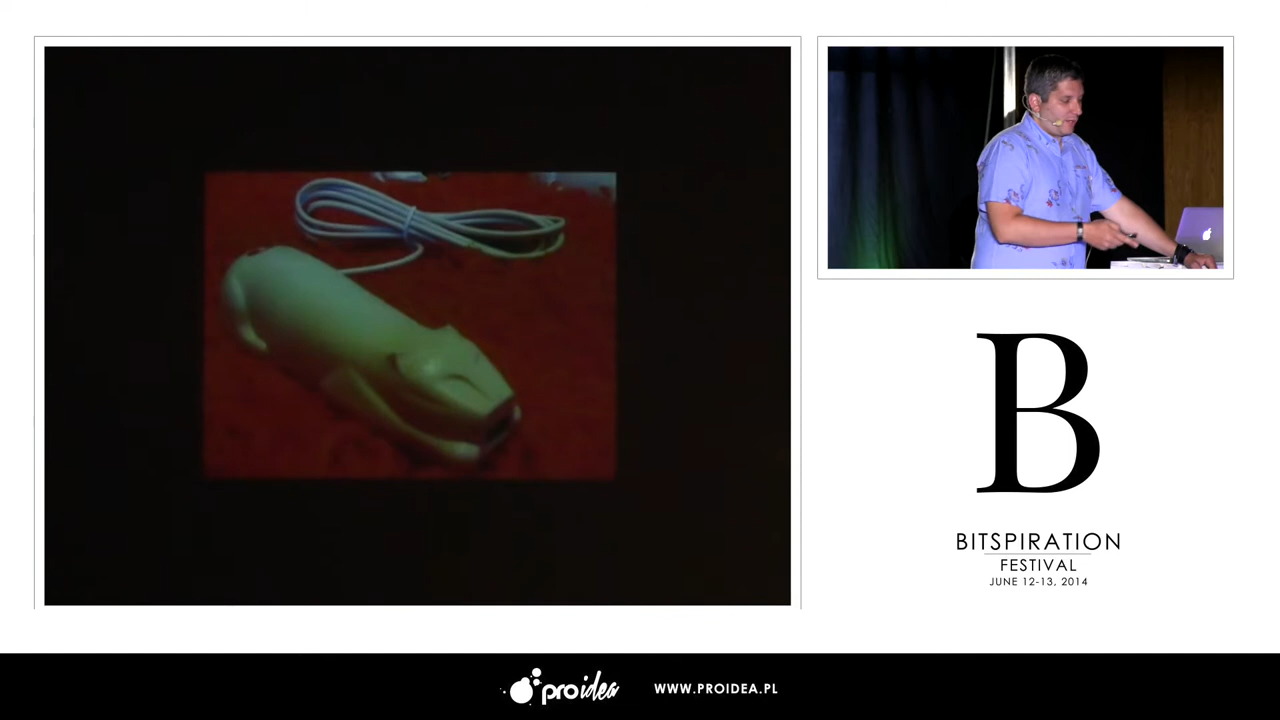 B
BITSPIRATION
FESTIVAL
JUNE 12-13, 2014
proidea
WWW.PROIDEA.PL